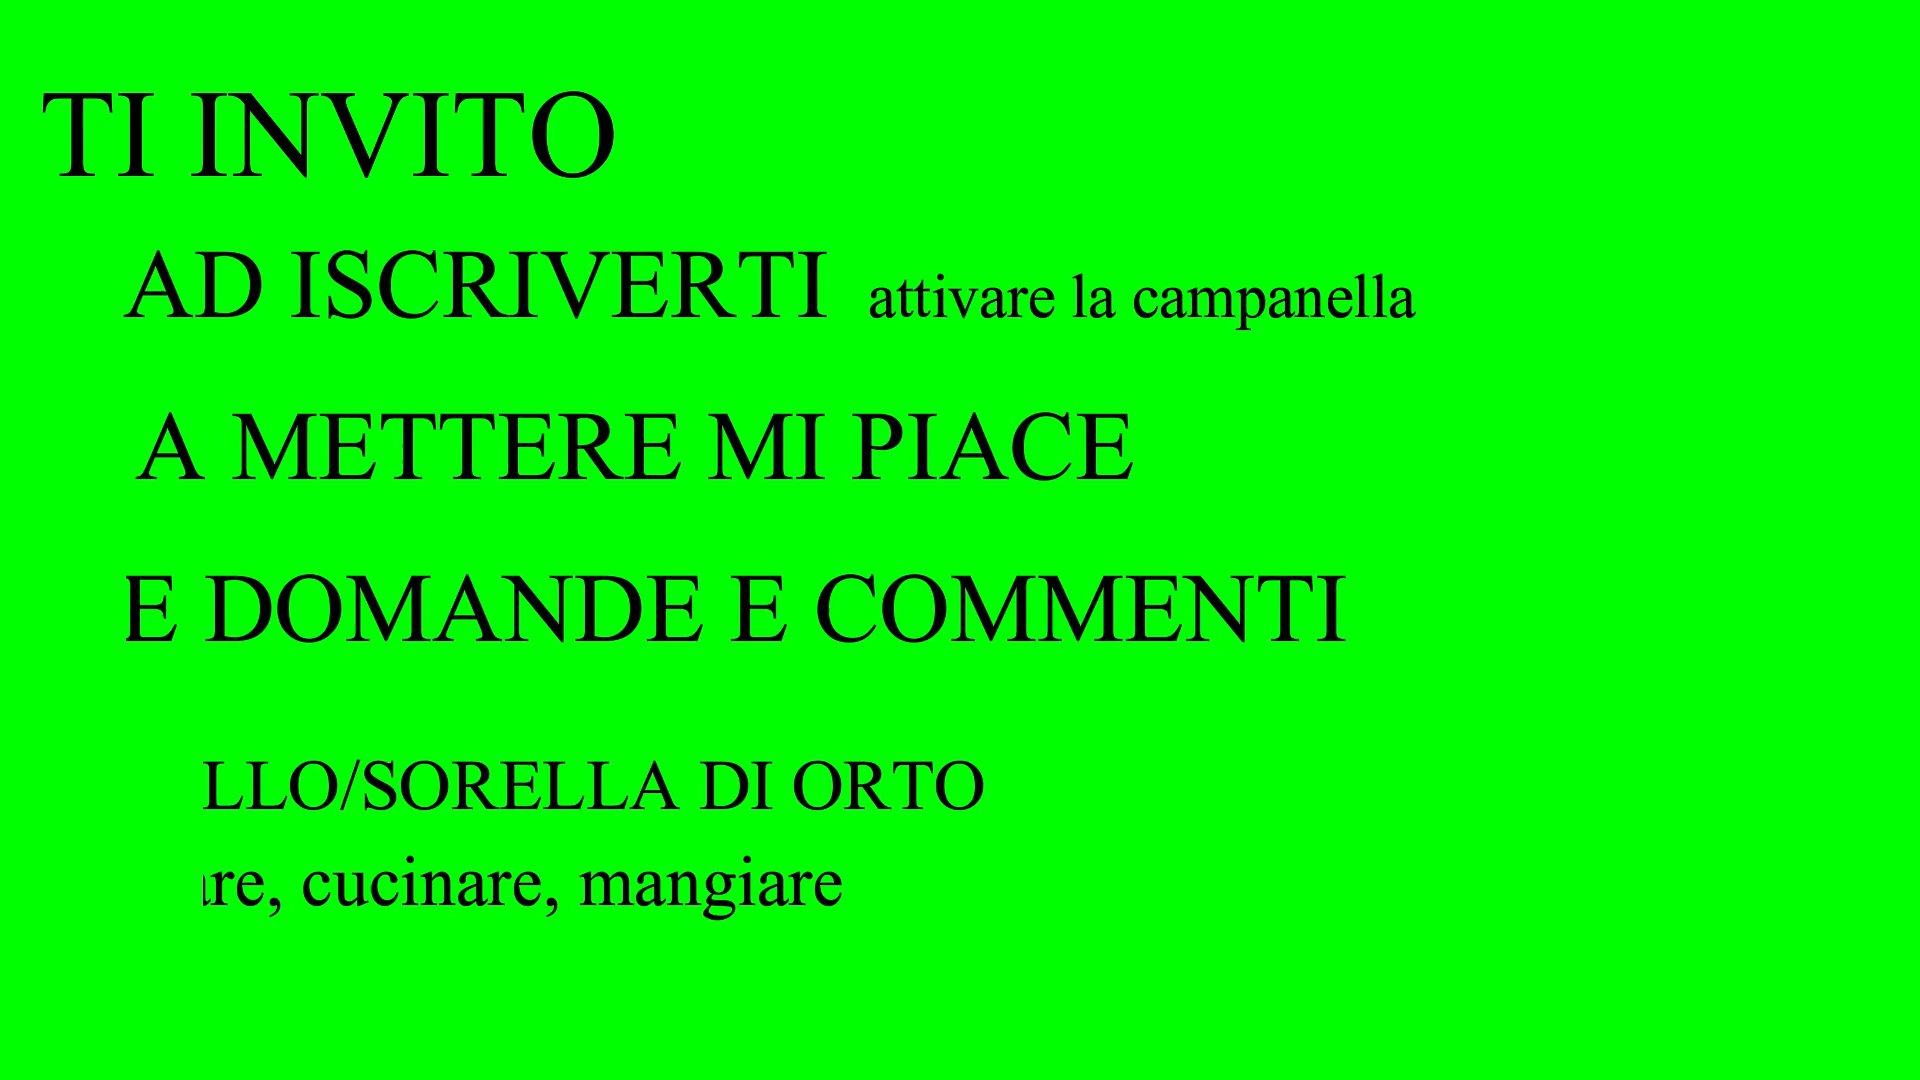 TI INVITO
AD ISCRIVERTI attivare la campanella
A METTERE MI PIACE
E DOMANDE E COMMENTI
LLO/SORELLA DI ORTO
re, cucinare, mangiare